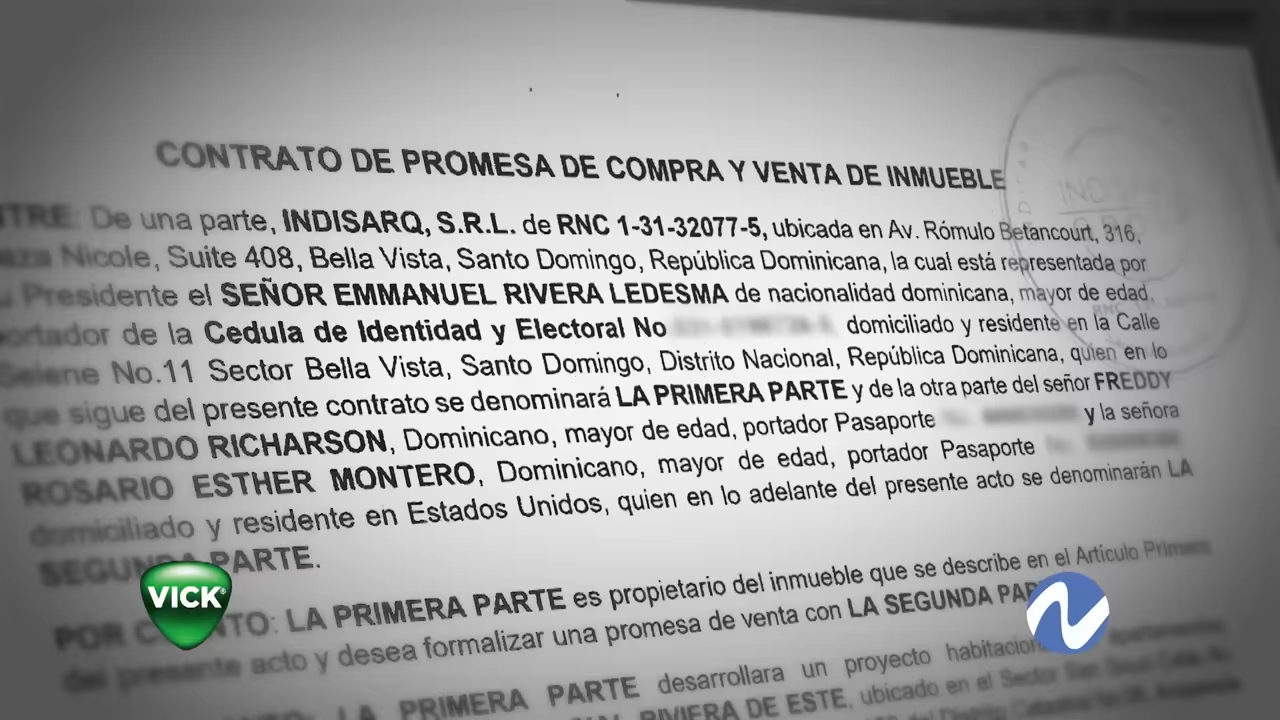 CONTRATO DE PROMESA DE COMPRA Y VENTA DE INMUEBLE
De una parte, INDISARQ, S.R.L. de RNC 1-31-32077-5, ubicada en Av. Rómulo Betancourt, 316,
Nicole, Suite 408, Bella Vista, Santo Domingo, República Dominicana, la cual está representada por
Presidente el SEÑOR EMMANUEL RIVERA LEDESMA de nacionalidad dominicana, mayor de edad,
portador de la Cedula de Identidad y Electoral No domiciliado y residente en la Calle
Selene No.11 Sector Bella Vista, Santo Domingo, Distrito Nacional, República Dominicana, quien en lo
que sigue del presente contrato se denominará LA PRIMERA PARTE y de la otra parte del señor FREDDY
LEONARDO RICHARSON, Dominicano, mayor de edad, portador Pasaporte y la señora
ROSARIO ESTHER MONTERO, Dominicano, mayor de edad, portador Pasaporte
domiciliado y residente en Estados Unidos, quien en lo adelante del presente acto se denominarán LA
SEGUNDA PARTE.
POR LA PRIMERA PARTE es propietario del inmueble que se describe en el Artículo Primero
del presente acto y desea formalizar una promesa de venta con LA SEGUNDA
LA PRIMERA PARTE desarrollara un proyecto
RIVIERA DE ESTE, ubicado en el Sector
VICK®